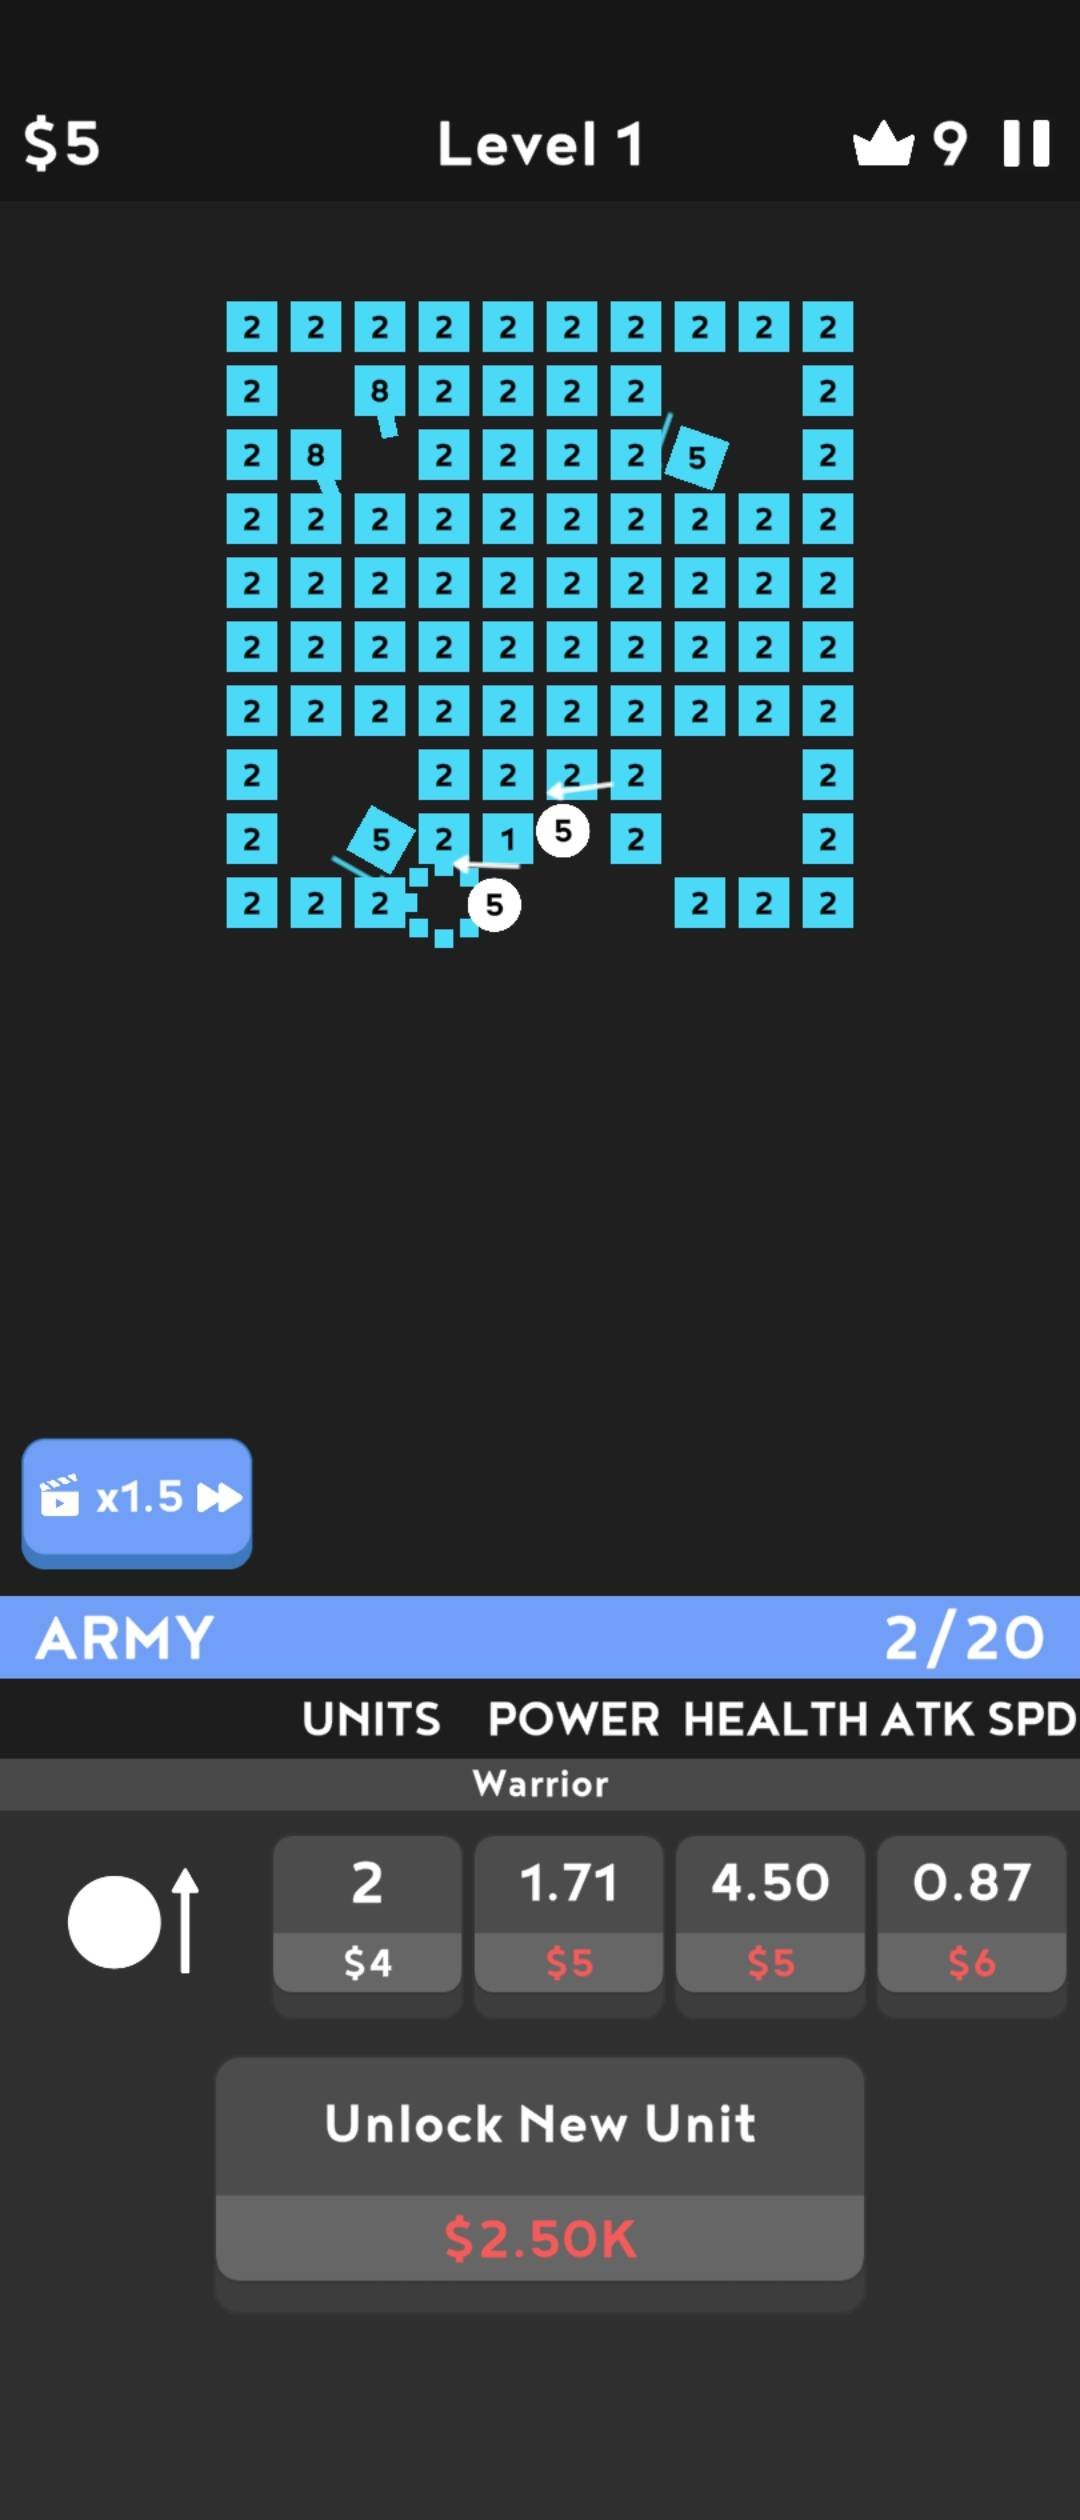 $5 Level 1 9
2 2 2 2 2 2 2 2 2 2
2 8 2 2 2 2 2
2 8 2 2 2 2 5 2
2 2 2 2 2 2 2 2 2 2
2 2 2 2 2 2 2 2 2 2
2 2 2 2 2 2 2 2 2 2
2 2 2 2 2 2 2 2 2 2
2 2 2 2 2 2
2 5 2 1 5 2 2
2 2 2 5 2 2 2
x1.5
ARMY 2/20
UNITS POWER HEALTH ATK SPD
Warrior
2 1.71 4.50 0.87
$4 $5 $5 $6
Unlock New Unit
$2.50K